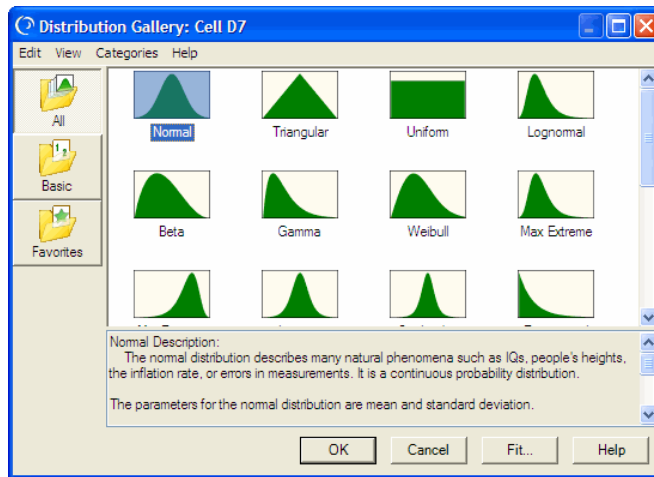 Distribution Gallery: Cell D7
Edit View Categories Help
All
Basic
Favorites
Normal Triangular Uniform Lognormal
Beta Gamma Weibull Max Extreme
Normal Description:
The normal distribution describes many natural phenomena such as IQs, people's heights,
the inflation rate, or errors in measurements. It is a continuous probability distribution.
The parameters for the normal distribution are mean and standard deviation.
OK Cancel Fit... Help